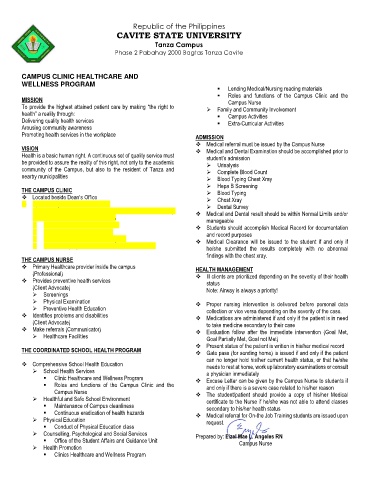 Republic of the Philippines
CAVITE STATE UNIVERSITY
Tanza Campus
Phase 2 Pabahay 2000 Bagtas Tanza Cavite
CAMPUS CLINIC HEALTHCARE AND
WELLNESS PROGRAM
MISSION
To provide the highest attained patient care by making "the right to
health" a reality through:
Delivering quality health services
Arousing community awareness
Promoting health services in the workplace
VISION
Health is a basic human right. A continuous set of quality service must
be provided to assure the reality of this right, not only to the academic
community of the Campus, but also to the resident of Tanza and
nearby municipalities
THE CAMPUS CLINIC
❖ Located beside Dean's Office
THE CAMPUS NURSE
❖ Primary Healthcare provider inside the campus
(Professional)
❖ Provides preventive health services
(Client Advocate)
➢ Screenings
➢ Physical Examination
➢ Preventive Health Education
❖ Identifies problems and disabilities
(Client Advocate)
❖ Make referrals (Communicator)
➢ Healthcare Facilities
THE COORDINATED SCHOOL HEALTH PROGRAM
❖ Comprehensive School Health Education
➢ School Health Services
▪ Clinic Healthcare and Wellness Program
▪ Roles and functions of the Campus Clinic and the
Campus Nurse
➢ Healthful and Safe School Environment
▪ Maintenance of Campus cleanliness
▪ Continuous eradication of health hazards
➢ Physical Education
▪ Conduct of Physical Education class
➢ Counselling, Psychological and Social Services
▪ Office of the Student Affairs and Guidance Unit
➢ Health Promotion
▪ Clinics Healthcare and Wellness Program
▪ Lending Medical/Nursing reading materials
▪ Roles and functions of the Campus Clinic and the
Campus Nurse
➢ Family and Community Involvement
▪ Campus Activities
▪ Extra-Curricular Activities
ADMISSION
❖ Medical referral must be issued by the Campus Nurse
❖ Medical and Dental Examination should be accomplished prior to
student's admission
➢ Urinalysis
➢ Complete Blood Count
➢ Blood Typing Chest Xray
➢ Hepa B Screening
➢ Blood Typing
➢ Chest Xray
➢ Dental Survey
❖ Medical and Dental result should be within Normal Limits and/or
manageable
❖ Students should accomplish Medical Record for documentation
and record purposes
❖ Medical Clearance will be issued to the student if and only if
he/she submitted the results completely with no abnormal
findings with the chest xray.
HEALTH MANAGEMENT
❖ Ill clients are prioritized depending on the severity of their health
status
Note: Airway is always a priority!
❖ Proper nursing intervention is delivered before personal data
collection or vice versa depending on the severity of the case
❖ Medications are administered if and only if the patient is in need
to take medicine secondary to their case
❖ Evaluation follow after the immediate intervention (Goal Met,
Goal Partially Met, Goal not Met)
❖ Present status of the patient is written in his/her medical record
❖ Gate pass (for sending home) is issued if and only if the patient
can no longer hold his/her current health status, or that he/she
needs to rest at home, work up laboratory examinations or consult
a physician immediately
❖ Excuse Letter can be given by the Campus Nurse to students if
and only if there is a severe case related to his/her reason
❖ The student/patient should provide a copy of his/her Medical
certificate to the Nurse if he/she was not able to attend classes
secondary to his/her health status
❖ Medical referral for On-the Job Training students are issued upon
request.
Prepared by: Angeles RN
Campus Nurse